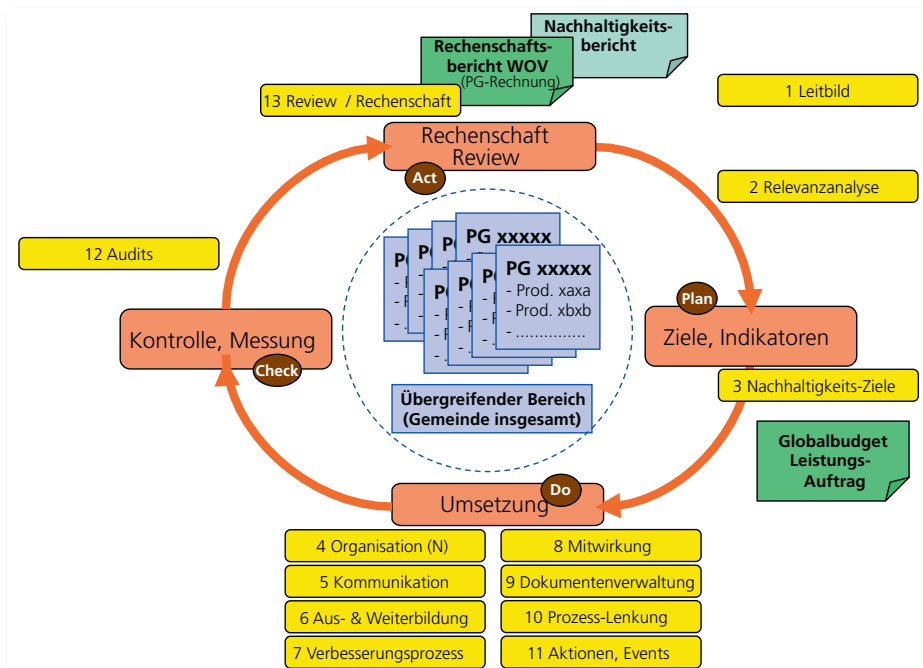 Nachhaltigkeits-
bericht
Rechenschafts-
bericht WOV
(PG-Rechnung)
13 Review / Rechenschaft
1 Leitbild
Rechenschaft
Review
Act
2 Relevanzanalyse
12 Audits
PG xxxxx
PG xxxxx
- Prod. xaxa
- Prod. xbxb
- ..............
Plan
Kontrolle, Messung
Check
Ziele, Indikatoren
3 Nachhaltigkeits-Ziele
Übergreifender Bereich
(Gemeinde insgesamt)
Globalbudget
Leistungs-
Auftrag
Do
Umsetzung
4 Organisation (N)
8 Mitwirkung
5 Kommunikation
9 Dokumentenverwaltung
6 Aus- & Weiterbildung
10 Prozess-Lenkung
7 Verbesserungsprozess
11 Aktionen, Events